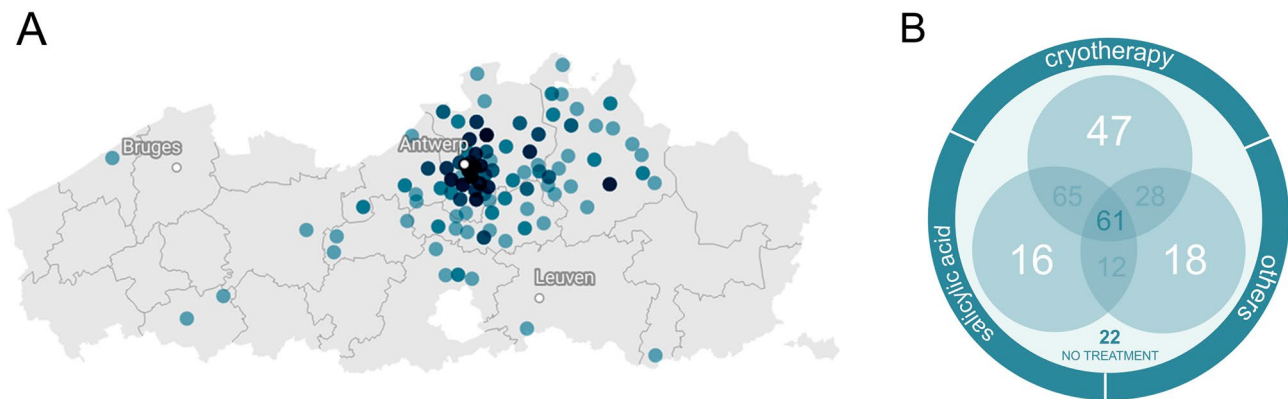 A
Bruges
Antwerp
Leuven
B
cryotherapy
47
65
28
61
16
12
18
salicylic acid
others
22
NO TREATMENT